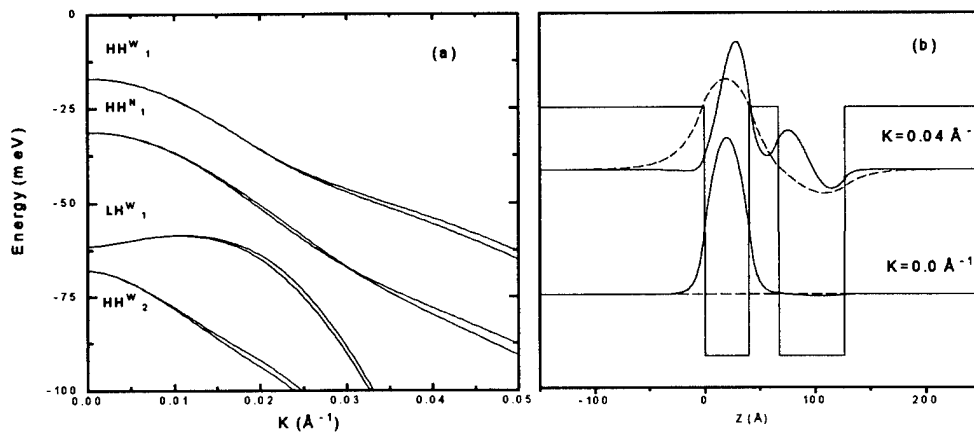 0
-25
-50
-75
-100
Energy (meV)
HH^W_1
HH^N_1
LH^W_1
HH^W_2
(a)
0.00
0.01
0.02
0.03
0.04
0.05
K (Å⁻¹)
(b)
K=0.04 Å⁻¹
K=0.0 Å⁻¹
-100
0
100
200
Z (Å)